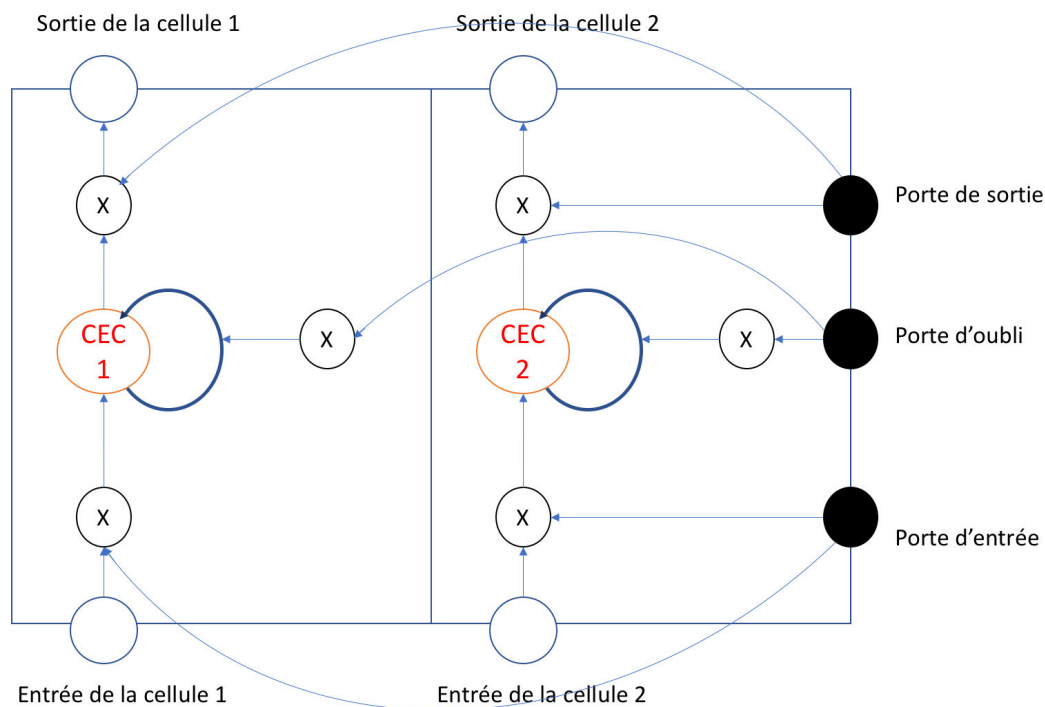 Sortie de la cellule 1
Sortie de la cellule 2
X
X
Porte de sortie
CEC
1
X
CEC
2
X
Porte d’oubli
X
X
Porte d’entrée
Entrée de la cellule 1
Entrée de la cellule 2